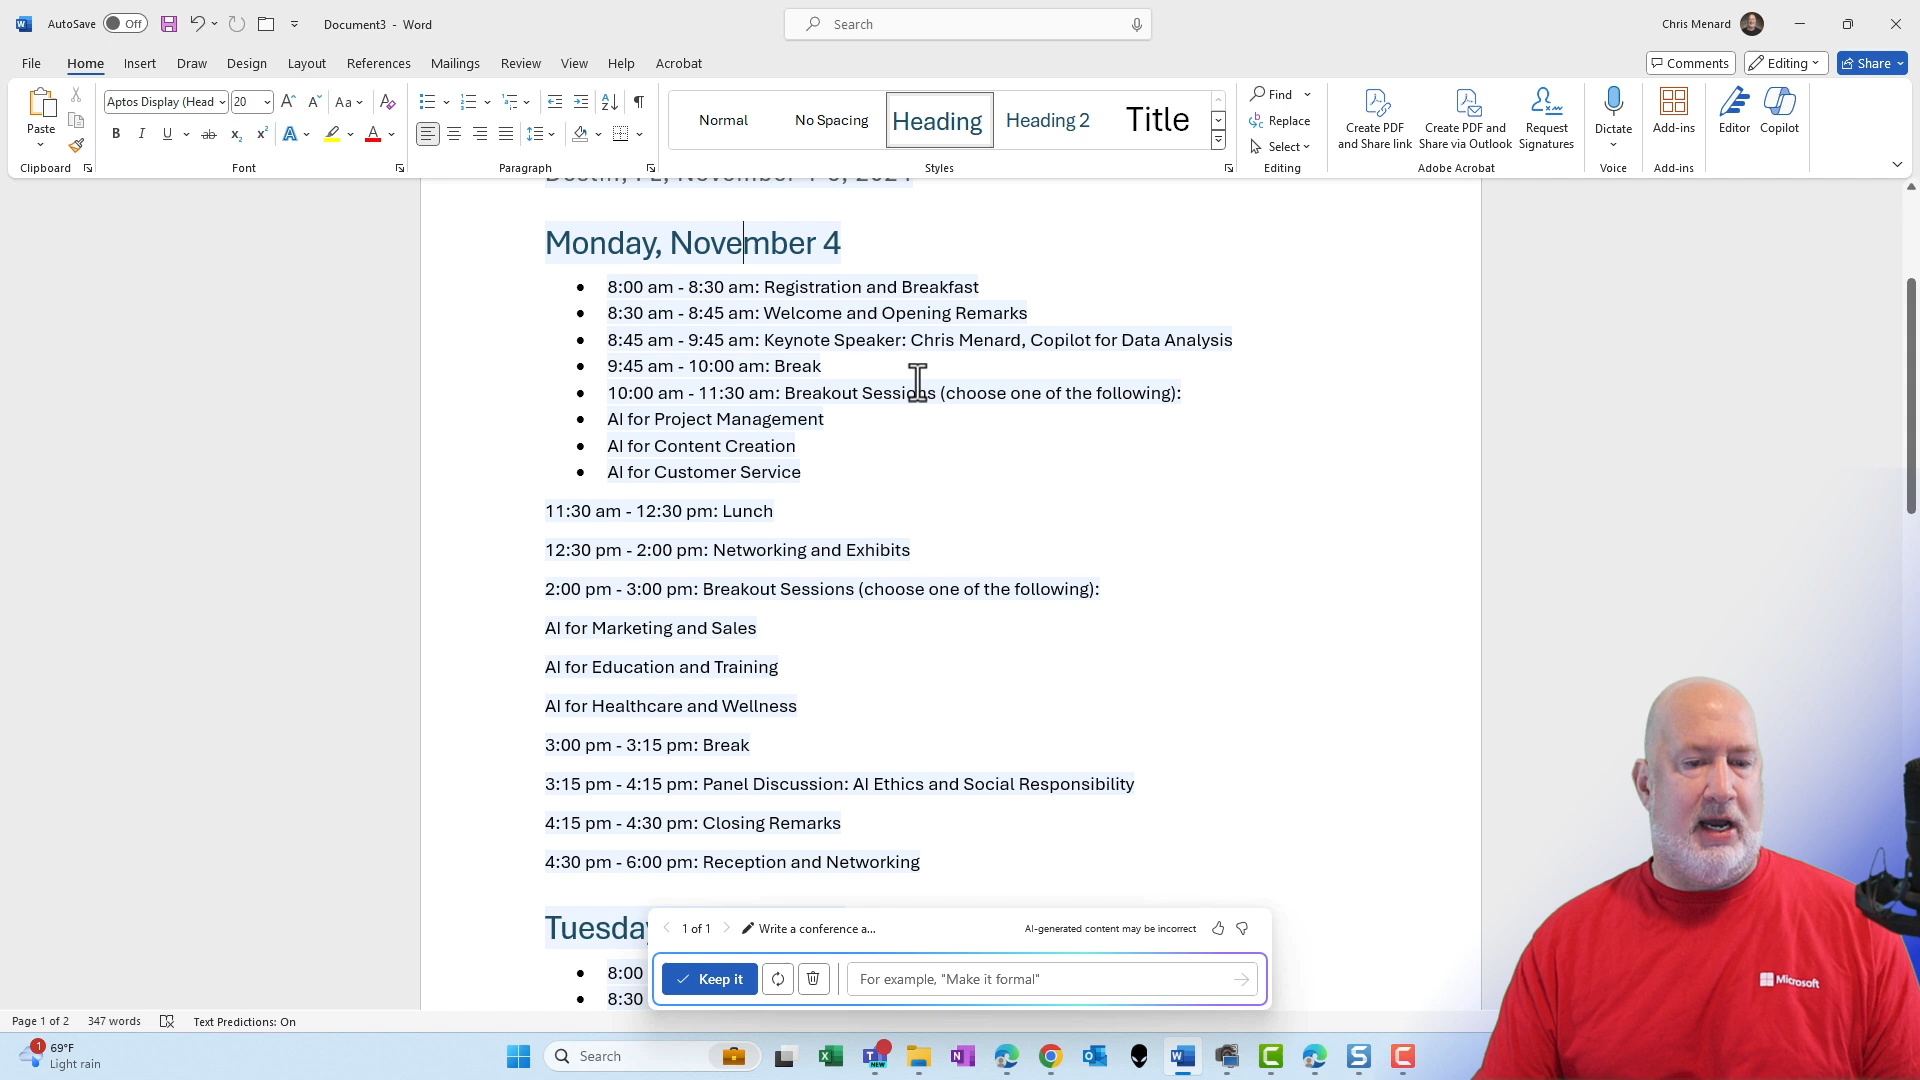 AutoSave Off Document3 - Word Search Chris Menard
File Home Insert Draw Design Layout References Mailings Review View Help Acrobat Comments Editing Share
Paste Aptos Display (Head 20 Aa Normal No Spacing Heading Heading 2 Title Find Replace Select Create PDF and Share link Create PDF and Share via Outlook Request Signatures Dictate Add-ins Editor Copilot
Clipboard Font Paragraph Styles Editing Adobe Acrobat Voice Add-ins
Monday, November 4
• 8:00 am - 8:30 am: Registration and Breakfast
• 8:30 am - 8:45 am: Welcome and Opening Remarks
• 8:45 am - 9:45 am: Keynote Speaker: Chris Menard, Copilot for Data Analysis
• 9:45 am - 10:00 am: Break
• 10:00 am - 11:30 am: Breakout Sessions (choose one of the following):
• AI for Project Management
• AI for Content Creation
• AI for Customer Service
11:30 am - 12:30 pm: Lunch
12:30 pm - 2:00 pm: Networking and Exhibits
2:00 pm - 3:00 pm: Breakout Sessions (choose one of the following):
AI for Marketing and Sales
AI for Education and Training
AI for Healthcare and Wellness
3:00 pm - 3:15 pm: Break
3:15 pm - 4:15 pm: Panel Discussion: AI Ethics and Social Responsibility
4:15 pm - 4:30 pm: Closing Remarks
4:30 pm - 6:00 pm: Reception and Networking
Tuesday
1 of 1 Write a conference a... AI-generated content may be incorrect
• 8:00
Keep it For example, "Make it formal"
• 8:30
Microsoft
Page 1 of 2 347 words Text Predictions: On
1 69°F
Light rain
Search
NEW